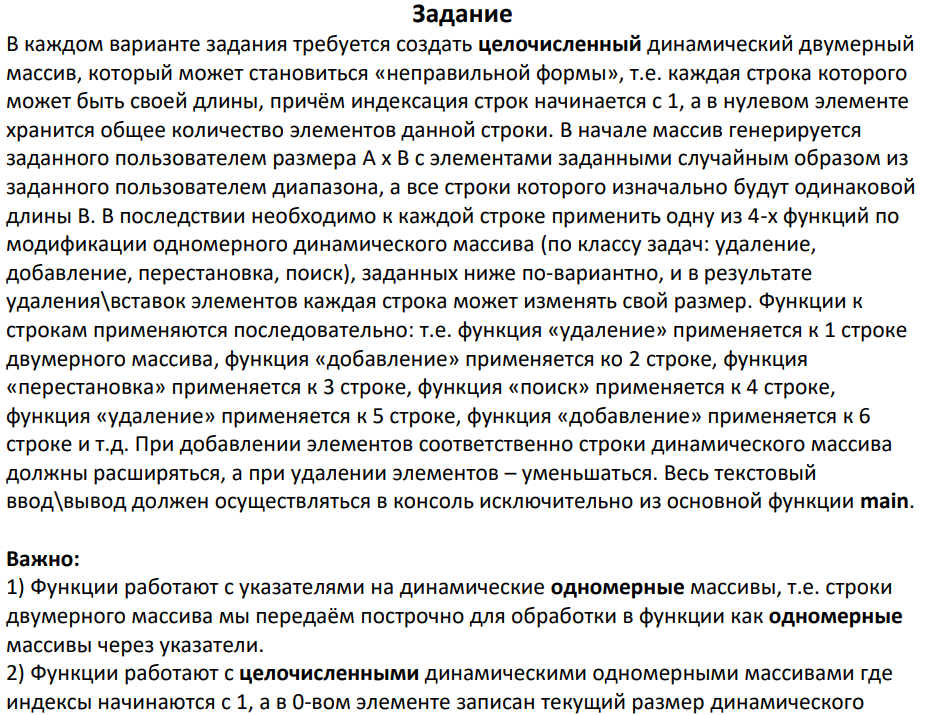 Задание
В каждом варианте задания требуется создать целочисленный динамический двумерный
массив, который может становиться «неправильной формы», т.е. каждая строка которого
может быть своей длины, причём индексация строк начинается с 1, а в нулевом элементе
хранится общее количество элементов данной строки. В начале массив генерируется
заданного пользователем размера A x B с элементами заданными случайным образом из
заданного пользователем диапазона, а все строки которого изначально будут одинаковой
длины B. В последствии необходимо к каждой строке применить одну из 4-х функций по
модификации одномерного динамического массива (по классу задач: удаление,
добавление, перестановка, поиск), заданных ниже по-вариантно, и в результате
удаления\вставок элементов каждая строка может изменять свой размер. Функции к
строкам применяются последовательно: т.е. функция «удаление» применяется к 1 строке
двумерного массива, функция «добавление» применяется ко 2 строке, функция
«перестановка» применяется к 3 строке, функция «поиск» применяется к 4 строке,
функция «удаление» применяется к 5 строке, функция «добавление» применяется к 6
строке и т.д. При добавлении элементов соответственно строки динамического массива
должны расширяться, а при удалении элементов – уменьшаться. Весь текстовый
ввод\вывод должен осуществляться в консоль исключительно из основной функции main.
Важно:
1) Функции работают с указателями на динамические одномерные массивы, т.е. строки
двумерного массива мы передаём построчно для обработки в функции как одномерные
массивы через указатели.
2) Функции работают с целочисленными динамическими одномерными массивами где
индексы начинаются с 1, а в 0-вом элементе записан текущий размер динамического